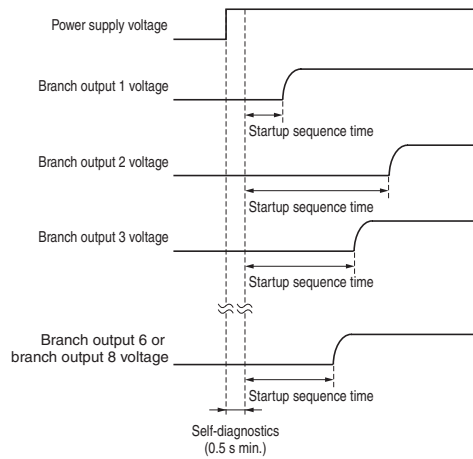 Power supply voltage
Branch output 1 voltage
Startup sequence time
Branch output 2 voltage
Startup sequence time
Branch output 3 voltage
Startup sequence time
Branch output 6 or
branch output 8 voltage
Startup sequence time
Self-diagnostics
(0.5 s min.)